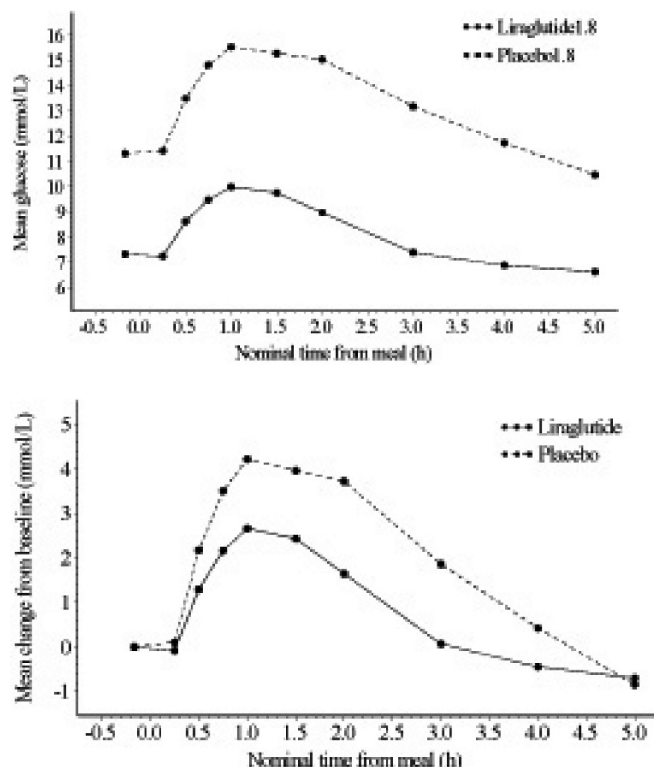 Liraglutide1.8
Placebo1.8
Mean glucose (mmol/L)
16
15
14
13
12
11
10
9
8
7
6
-0.5 0.0 0.5 1.0 1.5 2.0 2.5 3.0 3.5 4.0 4.5 5.0
Nominal time from meal (h)
Liraglutide
Placebo
Mean change from baseline (mmol/L)
5
4
3
2
1
0
-1
-0.5 0.0 0.5 1.0 1.5 2.0 2.5 3.0 3.5 4.0 4.5 5.0
Nominal time from meal (h)